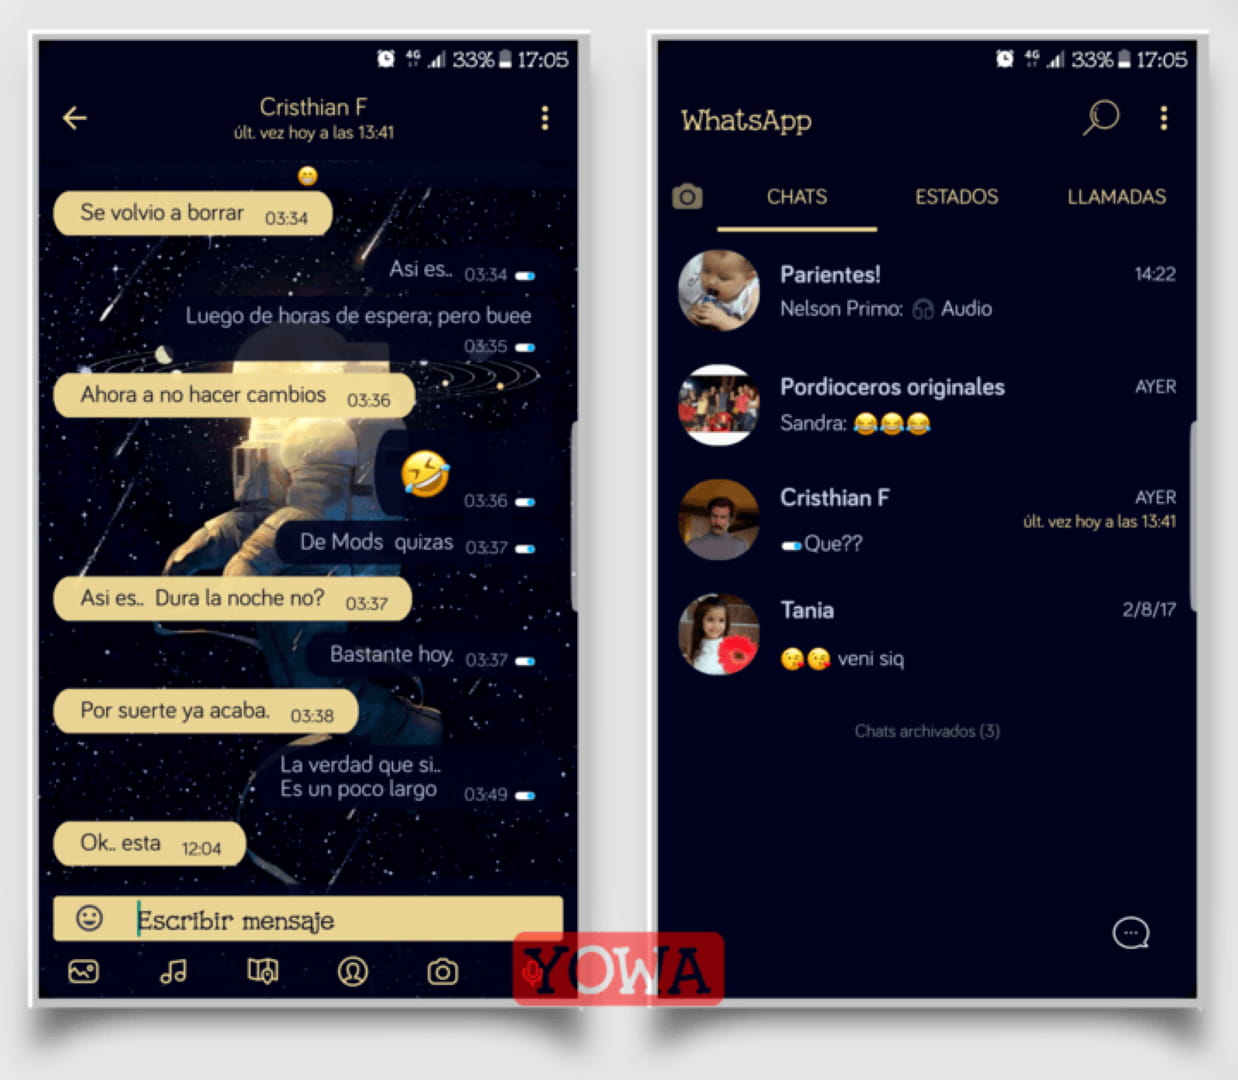 4G 33% 17:05
Cristhian F
últ. vez hoy a las 13:41
Se volvio a borrar 03:34
Asi es.. 03:34
Luego de horas de espera; pero buee
03:35
Ahora a no hacer cambios 03:36
03:36
De Mods quizas 03:37
Asi es.. Dura la noche no? 03:37
Bastante hoy. 03:37
Por suerte ya acaba. 03:38
La verdad que si..
Es un poco largo 03:49
Ok.. esta 12:04
Escribir mensaje
4G 33% 17:05
WhatsApp
CHATS ESTADOS LLAMADAS
Parientes! 14:22
Nelson Primo: Audio
Pordioceros originales AYER
Sandra: 😂😂😂
Cristhian F AYER
últ. vez hoy a las 13:41
Que??
Tania 2/8/17
😘😘 veni siq
Chats archivados (3)
YOWA